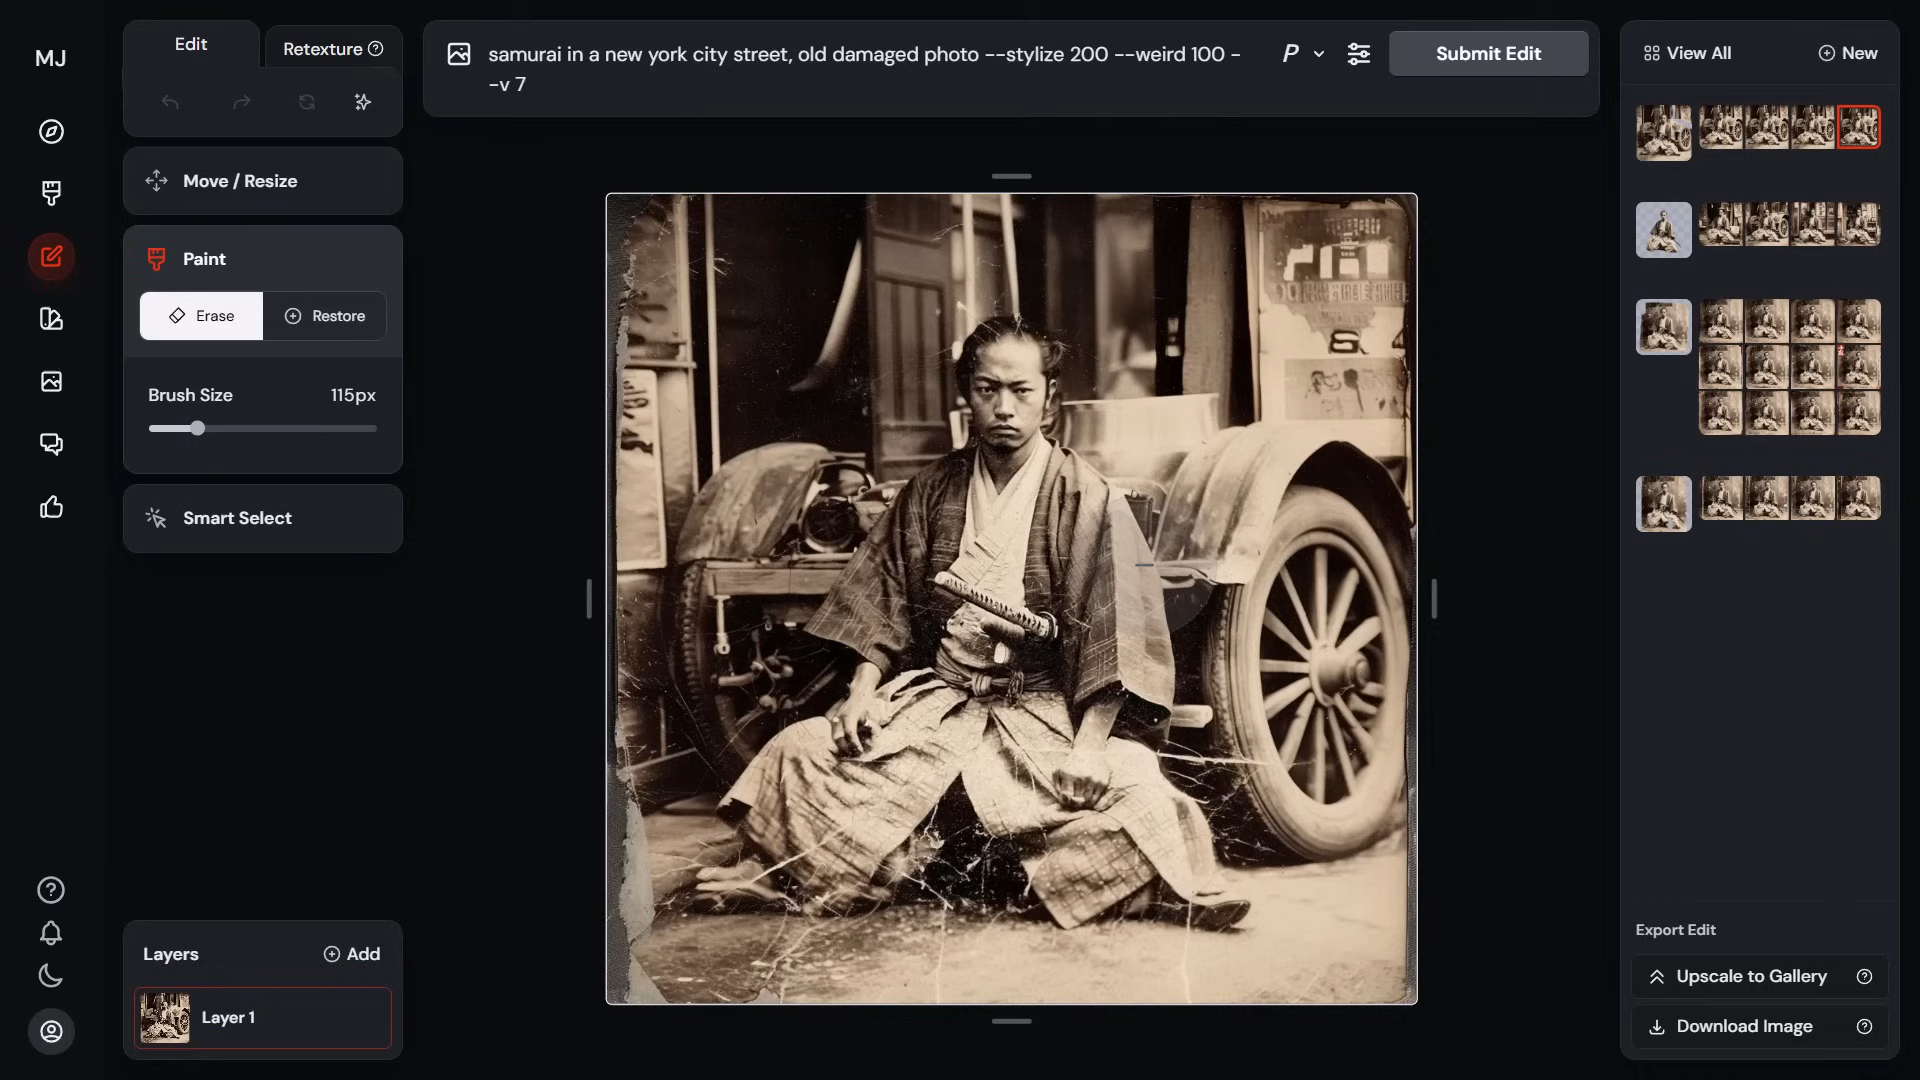 MJ
Edit
Retexture
samurai in a new york city street, old damaged photo --stylize 200 --weird 100 -
-v 7
P
Submit Edit
View All
New
Move / Resize
Paint
Erase
Restore
Brush Size
115px
Smart Select
Layers
Add
Layer 1
Export Edit
Upscale to Gallery
Download Image